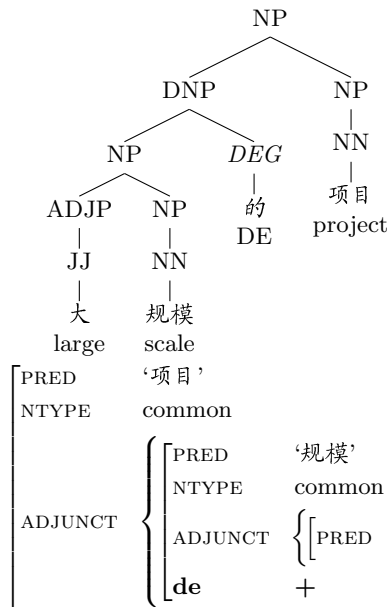 NP
DNP NP
NP DEG NN
ADJP NP 的 项目
DE project
JJ NN
大 规模
large scale
PRED ‘项目’
NTYPE common
PRED ‘规模’
NTYPE common
ADJUNCT ADJUNCT { [PRED
de +